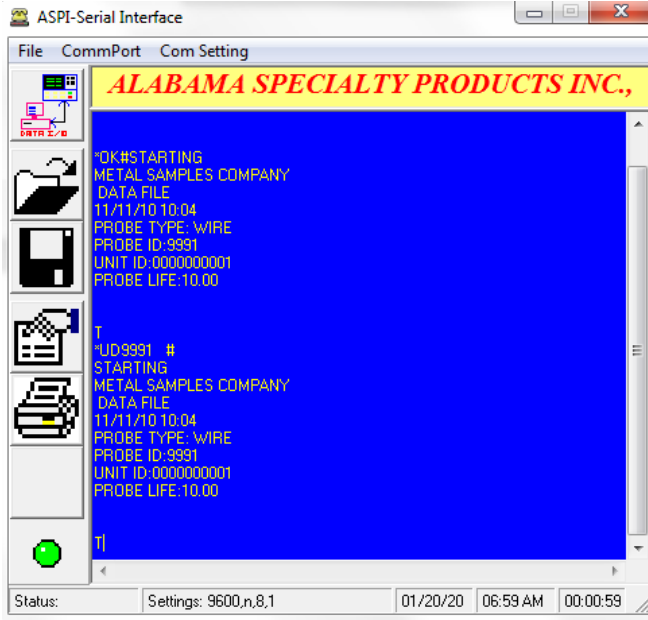 ASPI-Serial Interface
File CommPort Com Setting
DATA I/O
ALABAMA SPECIALTY PRODUCTS INC.,
*OK#STARTING
METAL SAMPLES COMPANY
DATA FILE
11/11/10 10:04
PROBE TYPE: WIRE
PROBE ID:9991
UNIT ID:0000000001
PROBE LIFE:10.00
T
*UD9991 #
STARTING
METAL SAMPLES COMPANY
DATA FILE
11/11/10 10:04
PROBE TYPE: WIRE
PROBE ID:9991
UNIT ID:0000000001
PROBE LIFE:10.00
T
Status: Settings: 9600,n,8,1 01/20/20 06:59 AM 00:00:59